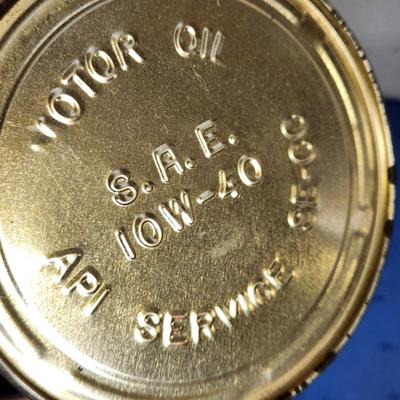 MOTOR OIL
S.A.E.
10W-40
API SERVICE SE-CC